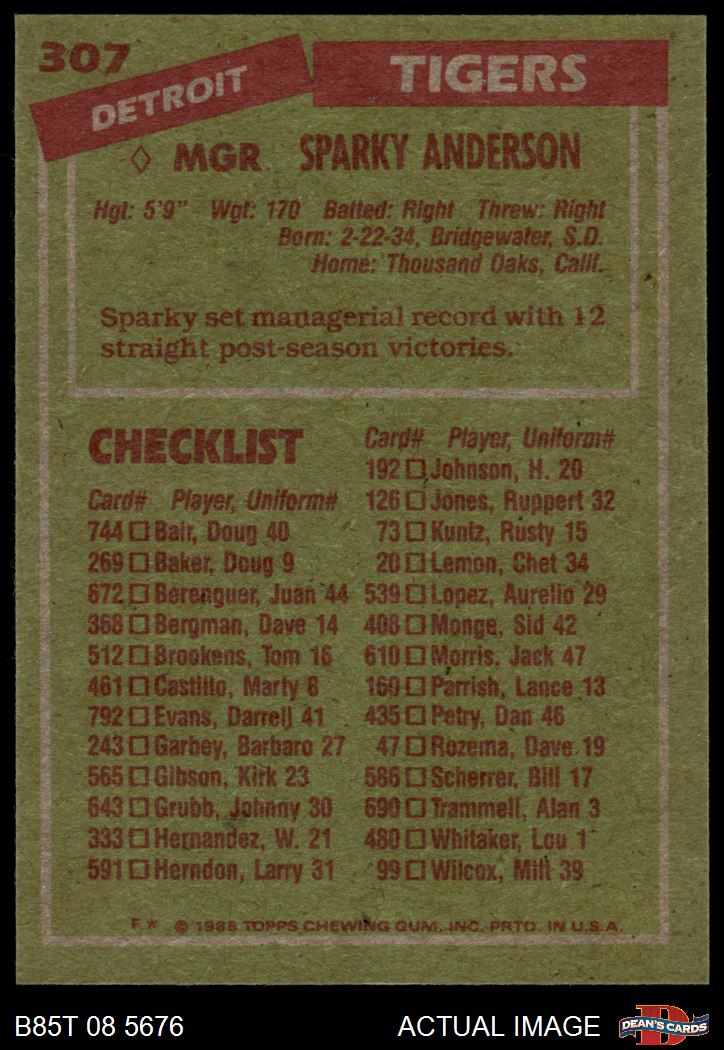 307
DETROIT TIGERS
◊ MGR SPARKY ANDERSON
Hgt: 5'9" Wgt: 170 Batted: Right Threw: Right
Born: 2-22-34, Bridgewater, S.D.
Home: Thousand Oaks, Calif.
Sparky set managerial record with 12
straight post-season victories.
CHECKLIST
Card# Player, Uniform#
744 □ Bair, Doug 40
269 □ Baker, Doug 9
672 □ Berenguer, Juan 44
368 □ Bergman, Dave 14
512 □ Brookens, Tom 16
461 □ Castillo, Marty 8
792 □ Evans, Darrell 41
243 □ Garbey, Barbaro 27
565 □ Gibson, Kirk 23
643 □ Grubb, Johnny 30
333 □ Hernandez, W. 21
591 □ Herndon, Larry 31
Card# Player, Uniform#
192 □ Johnson, H. 20
126 □ Jones, Ruppert 32
73 □ Kuntz, Rusty 15
20 □ Lemon, Chet 34
539 □ Lopez, Aurelio 29
408 □ Monge, Sid 42
610 □ Morris, Jack 47
160 □ Parrish, Lance 13
435 □ Petry, Dan 46
47 □ Rozema, Dave 19
586 □ Scherrer, Bill 17
690 □ Trammell, Alan 3
480 □ Whitaker, Lou 1
99 □ Wilcox, Milt 39
F * © 1985 TOPPS CHEWING GUM, INC. PRTD. IN U.S.A.
B85T 08 5676
ACTUAL IMAGE
D
DEAN'S CARDS